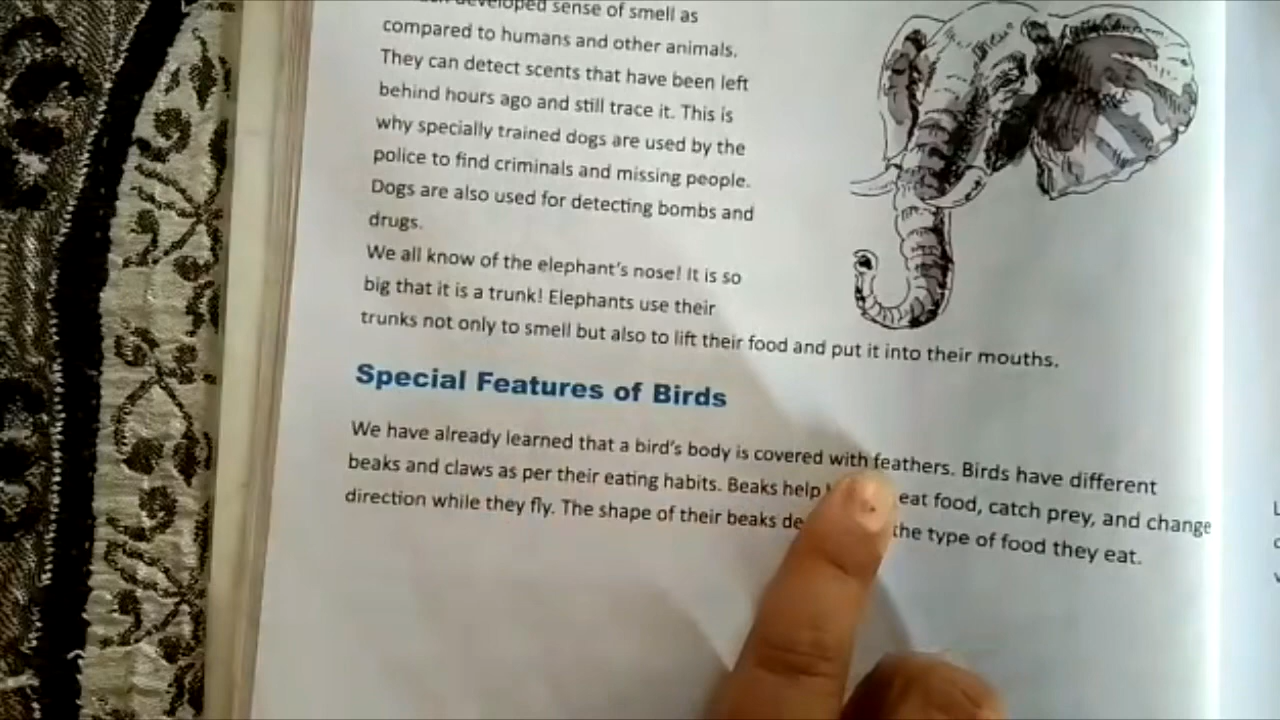 developed sense of smell as
compared to humans and other animals.
They can detect scents that have been left
behind hours ago and still trace it. This is
why specially trained dogs are used by the
police to find criminals and missing people.
Dogs are also used for detecting bombs and
drugs.
We all know of the elephant's nose! It is so
big that it is a trunk! Elephants use their
trunks not only to smell but also to lift their food and put it into their mouths.
Special Features of Birds
We have already learned that a bird's body is covered with feathers. Birds have different
beaks and claws as per their eating habits. Beaks help eat food, catch prey, and change
direction while they fly. The shape of their beaks the type of food they eat.